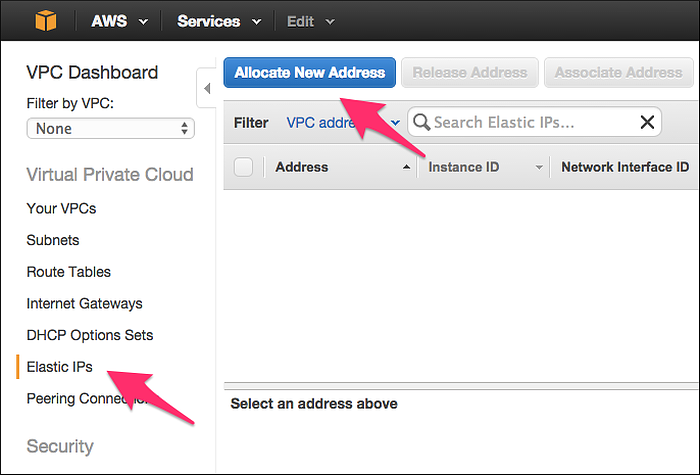 AWS Services Edit
VPC Dashboard
Filter by VPC:
None
Virtual Private Cloud
Your VPCs
Subnets
Route Tables
Internet Gateways
DHCP Options Sets
Elastic IPs
Peering
Security
Allocate New Address Release Address Associate Address
Filter VPC Search Elastic IPs...
Address Instance ID Network Interface ID
Select an address above